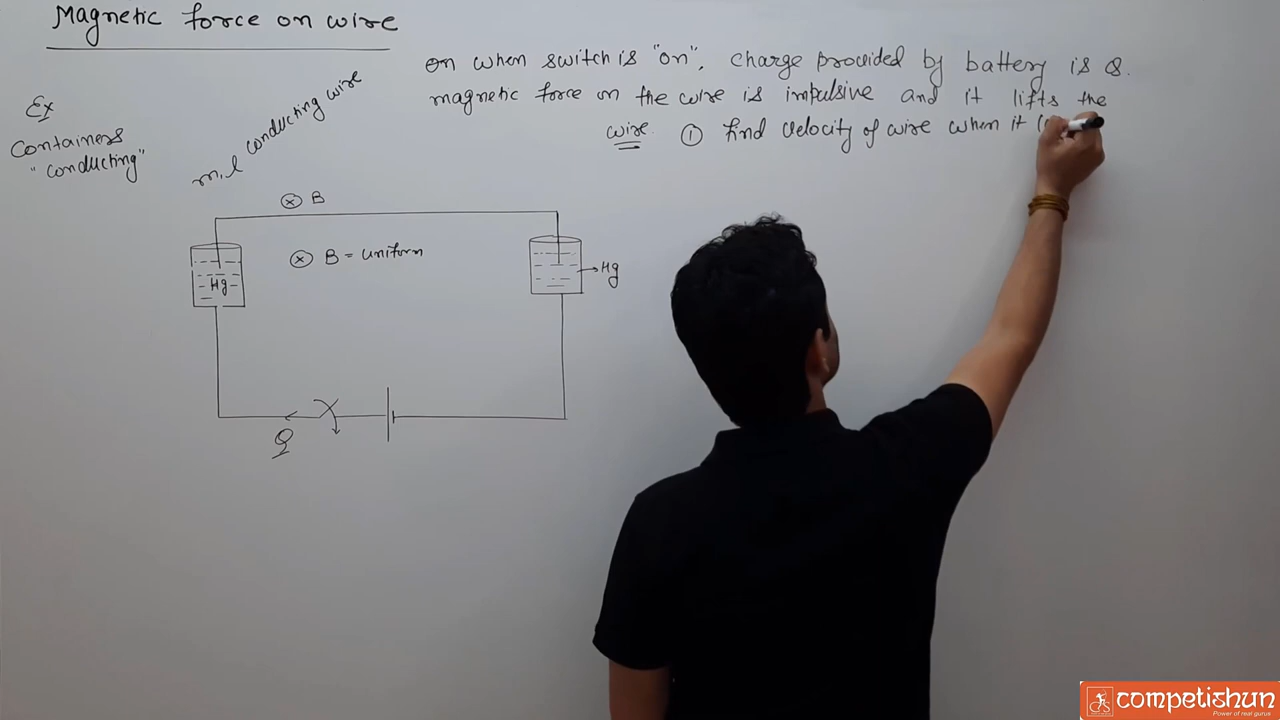 Magnetic force on wire
on when switch is "on", charge provided by battery is Q.
magnetic force on the wire is impulsive and it lifts the
wire. ① find velocity of wire when it
Ex
Containers
"conducting"
m, l conducting wire
ⓧ B
ⓧ B = uniform
Hg
Hg
Q
competishun
Power of real gurus